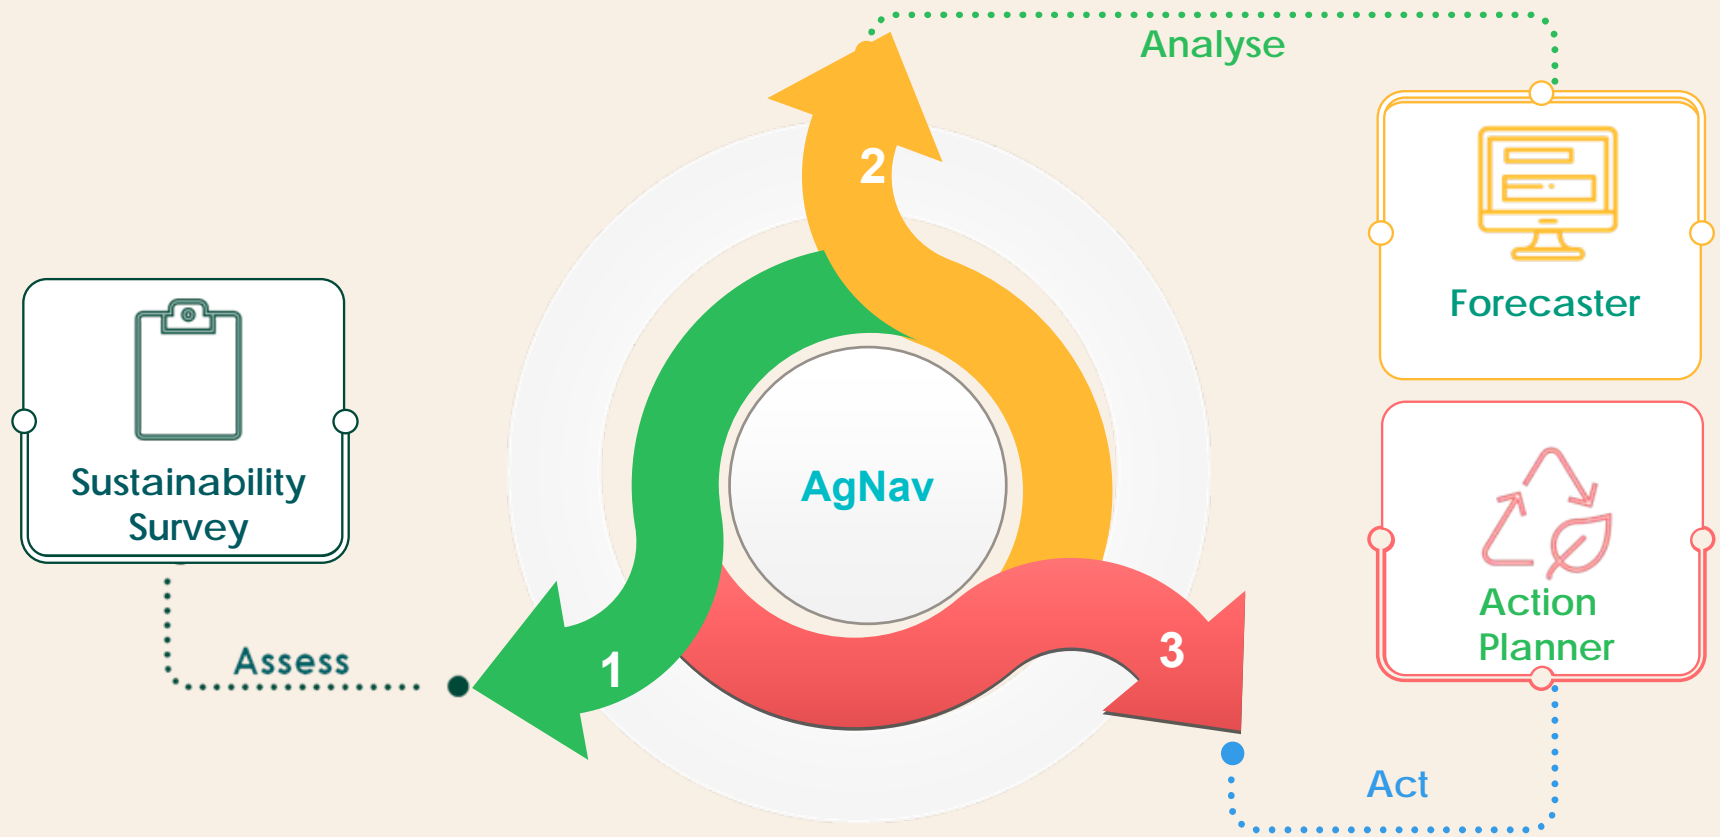 Analyse
2
Forecaster
Sustainability
Survey
AgNav
Action
Planner
Assess
1
3
Act